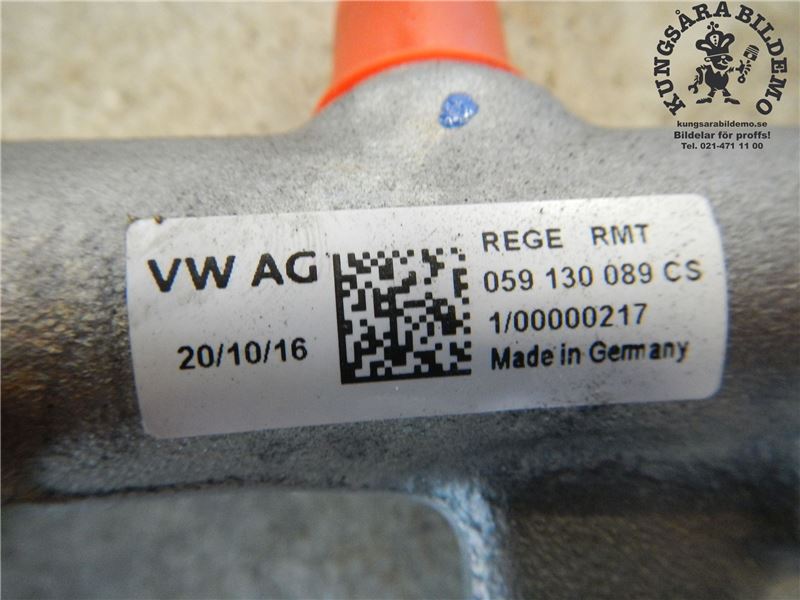 KUNGSÅRA BILDEMO
kungsarabildemo.se
Bildelar för proffs!
Tel. 021-471 11 00
VW AG
20/10/16
REGE RMT
059 130 089 CS
1/00000217
Made in Germany